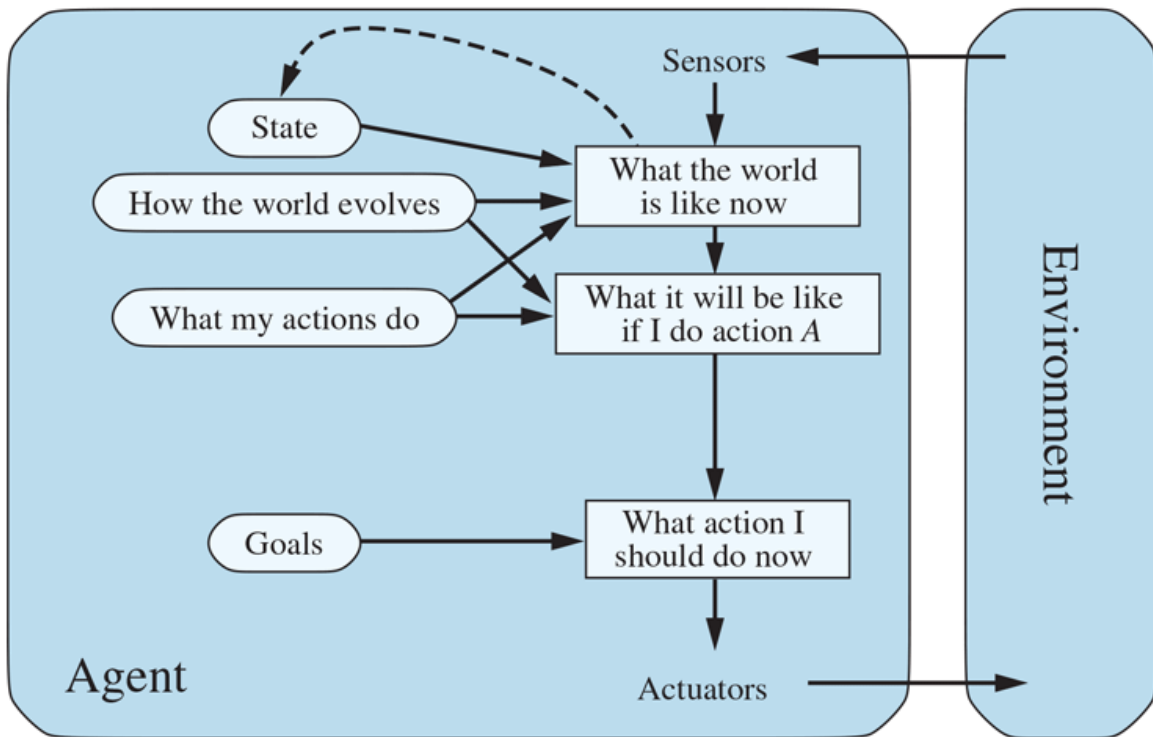 Sensors
State
What the world
is like now
How the world evolves
What it will be like
if I do action A
What my actions do
Environment
What action I
should do now
Goals
Agent
Actuators